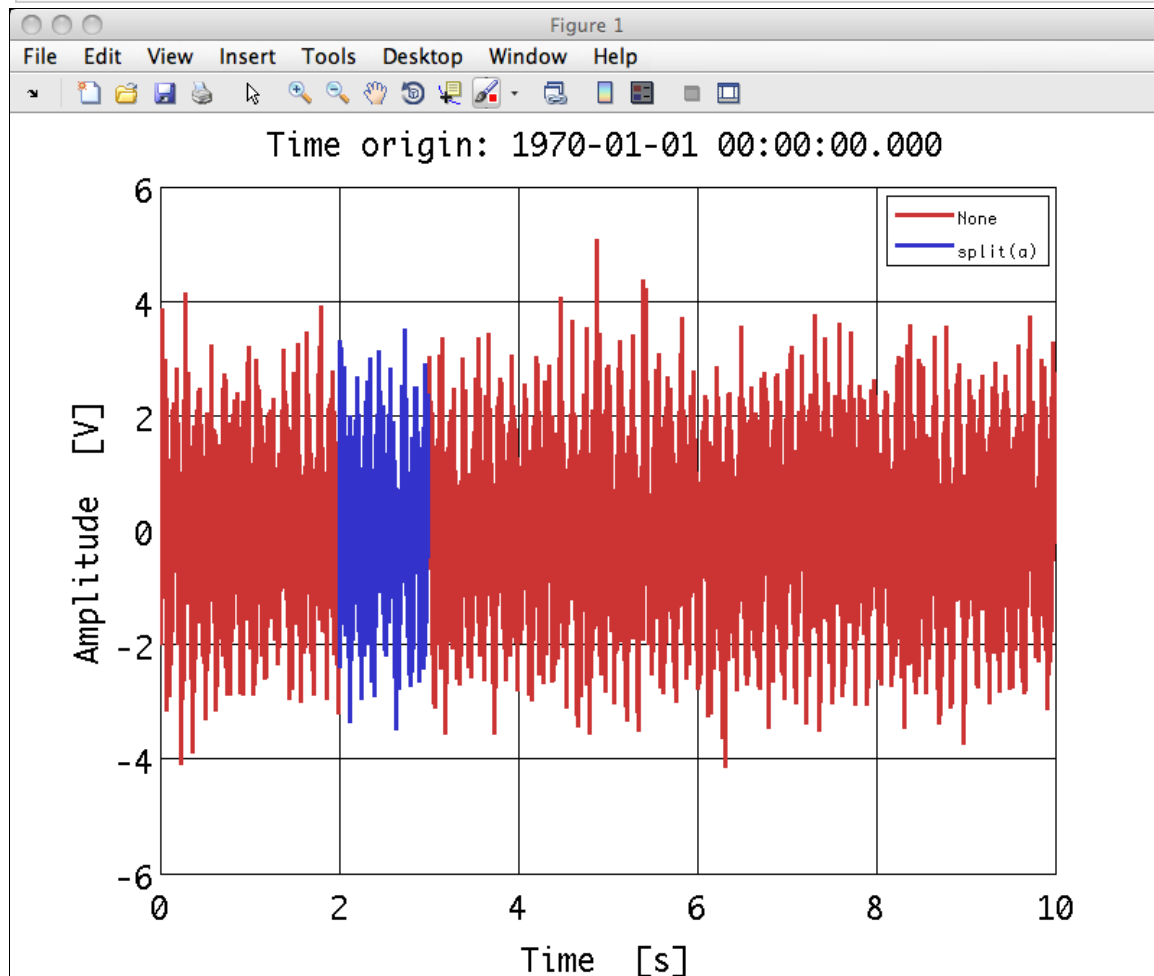 Figure 1
File Edit View Insert Tools Desktop Window Help
Time origin: 1970-01-01 00:00:00.000
None
split(a)
Amplitude [V]
6
4
2
0
-2
-4
-6
0 2 4 6 8 10
Time [s]